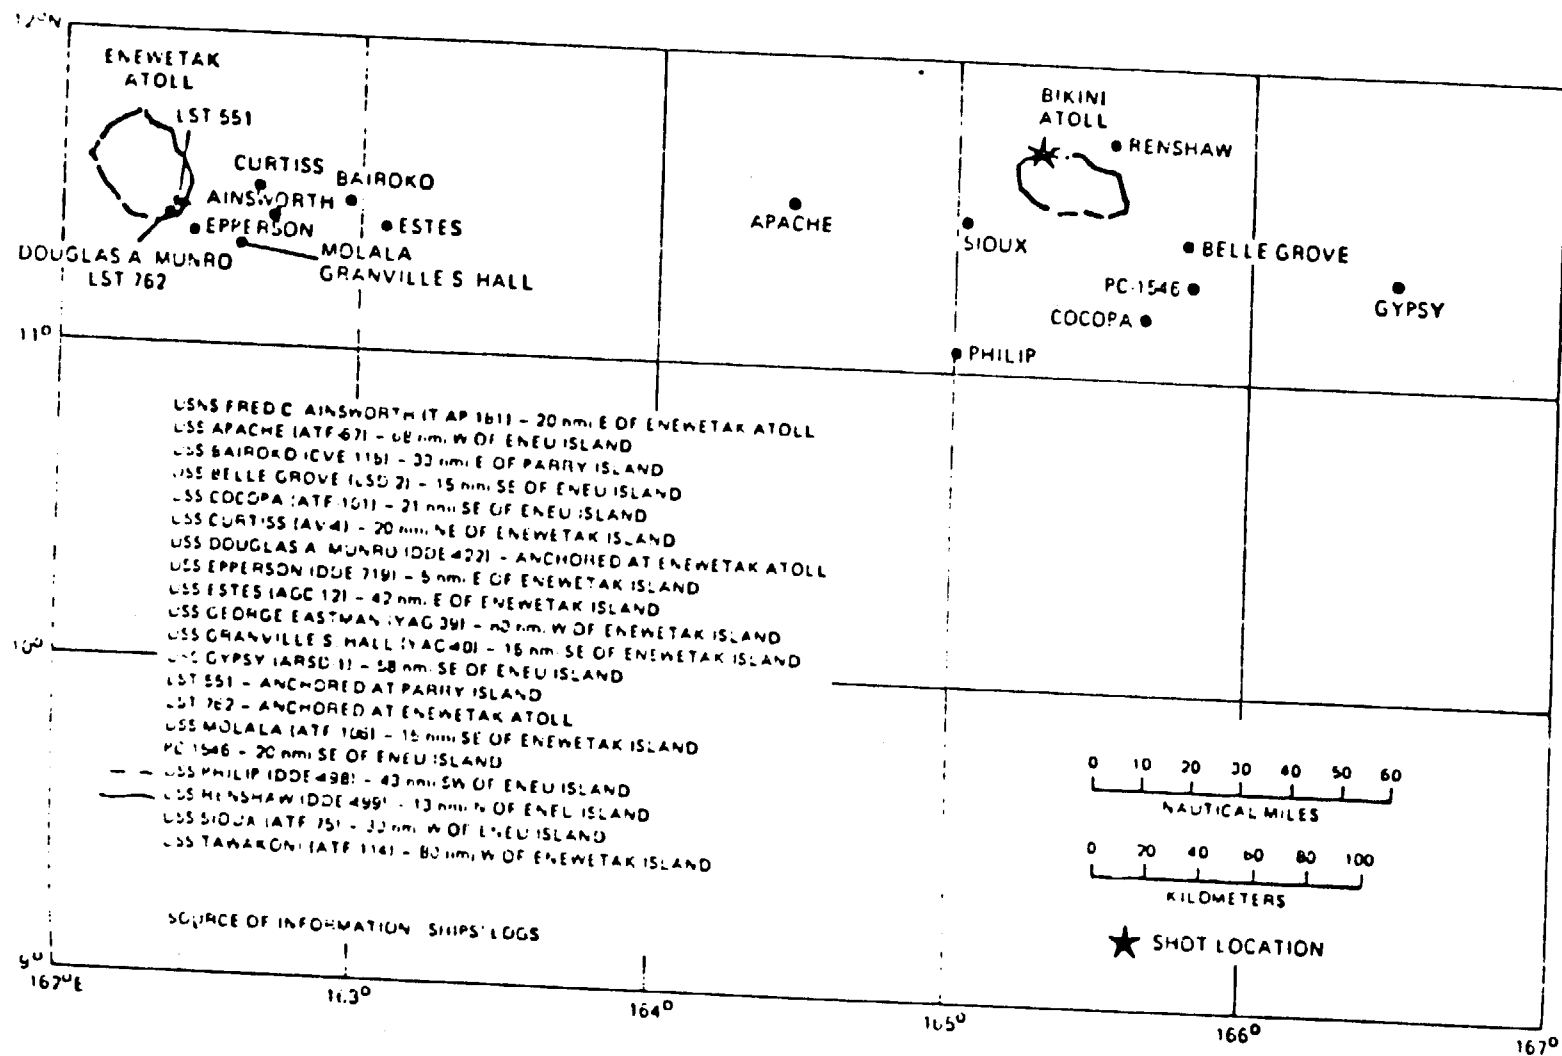 12°N
ENEWETAK
ATOLL
LST 551
CURTISS
BAIROKO
AINSWORTH
EPPERSON
ESTES
DOUGLAS A MUNRO
LST 762
MOLALA
GRANVILLE S HALL
APACHE
BIKINI
ATOLL
RENSHAW
SIOUX
BELLE GROVE
PC-1546
COCOPA
GYPSY
PHILIP
11°
USNS FRED C AINSWORTH (T AP 181) – 20 nmi E OF ENEWETAK ATOLL
USS APACHE (ATF-67) – nmi W OF ENEU ISLAND
USS BAIROKO (CVE 115) – 33 nmi E OF PARRY ISLAND
USS BELLE GROVE (LSD 2) – 15 nmi SE OF ENEU ISLAND
USS COCOPA (ATF-101) – 21 nmi SE OF ENEU ISLAND
USS CURTISS (AV-4) – 20 nmi NE OF ENEWETAK ISLAND
USS DOUGLAS A MUNRO (DDE 422) – ANCHORED AT ENEWETAK ATOLL
USS EPPERSON (DDE 719) – 5 nmi E OF ENEWETAK ISLAND
USS ESTES (AGC 12) – 42 nmi E OF ENEWETAK ISLAND
USS GEORGE EASTMAN (YAG 39) – nmi W OF ENEWETAK ISLAND
USS GRANVILLE S HALL (YAG 40) – 15 nmi SE OF ENEWETAK ISLAND
USS GYPSY (ARSD 1) – 58 nmi SE OF ENEU ISLAND
LST 551 – ANCHORED AT PARRY ISLAND
LST 762 – ANCHORED AT ENEWETAK ATOLL
USS MOLALA (ATF 106) – 15 nmi SE OF ENEWETAK ISLAND
PC 1546 – 20 nmi SE OF ENEU ISLAND
USS PHILIP (DDE 498) – 43 nmi SW OF ENEU ISLAND
USS RENSHAW (DDE 499) – 13 nmi N OF ENEU ISLAND
USS SIOUX (ATF 75) – nmi W OF ENEU ISLAND
USS TAWAKONI (ATF 114) – 80 nmi W OF ENEWETAK ISLAND
10°
0 10 20 30 40 50 60
NAUTICAL MILES
0 20 40 60 80 100
KILOMETERS
SOURCE OF INFORMATION SHIPS' LOGS
★ SHOT LOCATION
9°
162°E
163°
164°
165°
166°
167°